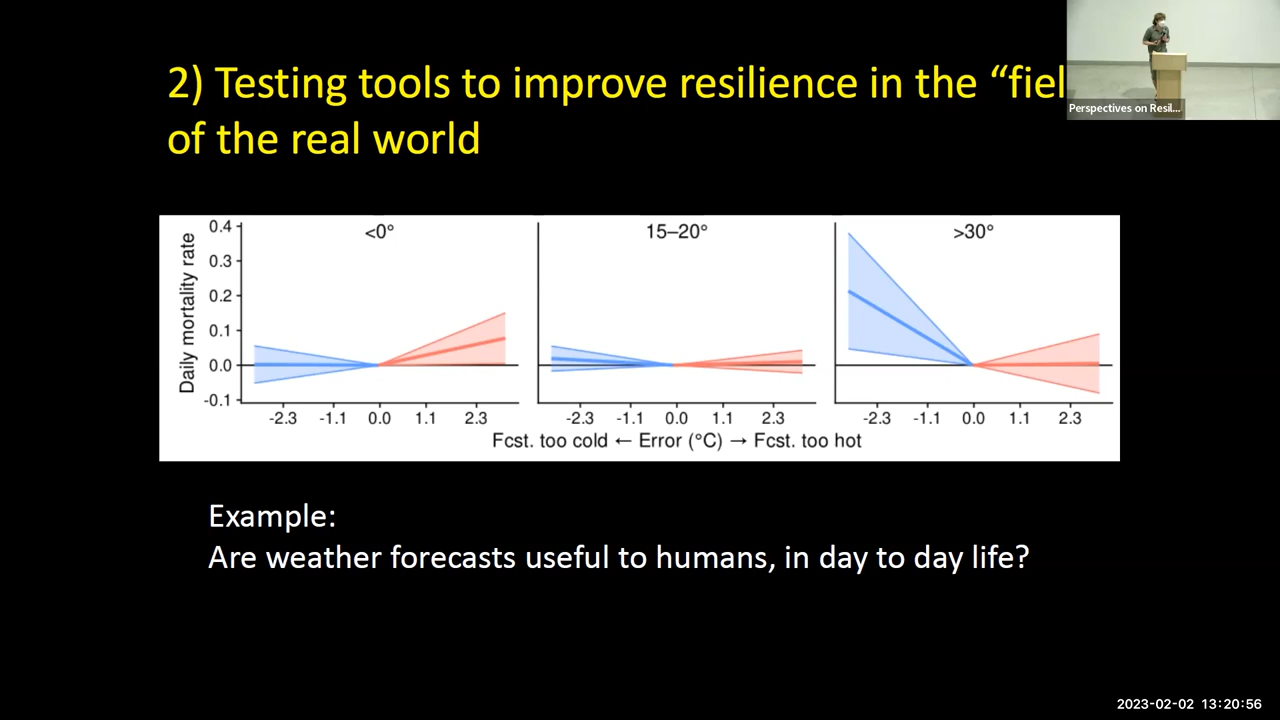 2) Testing tools to improve resilience in the “fiel
of the real world
Perspectives on Resil...
Daily mortality rate
0.4
0.3
0.2
0.1
0.0
-0.1
<0°
15–20°
>30°
-2.3 -1.1 0.0 1.1 2.3
-2.3 -1.1 0.0 1.1 2.3
-2.3 -1.1 0.0 1.1 2.3
Fcst. too cold ← Error (°C) → Fcst. too hot
Example:
Are weather forecasts useful to humans, in day to day life?
2023-02-02 13:20:56